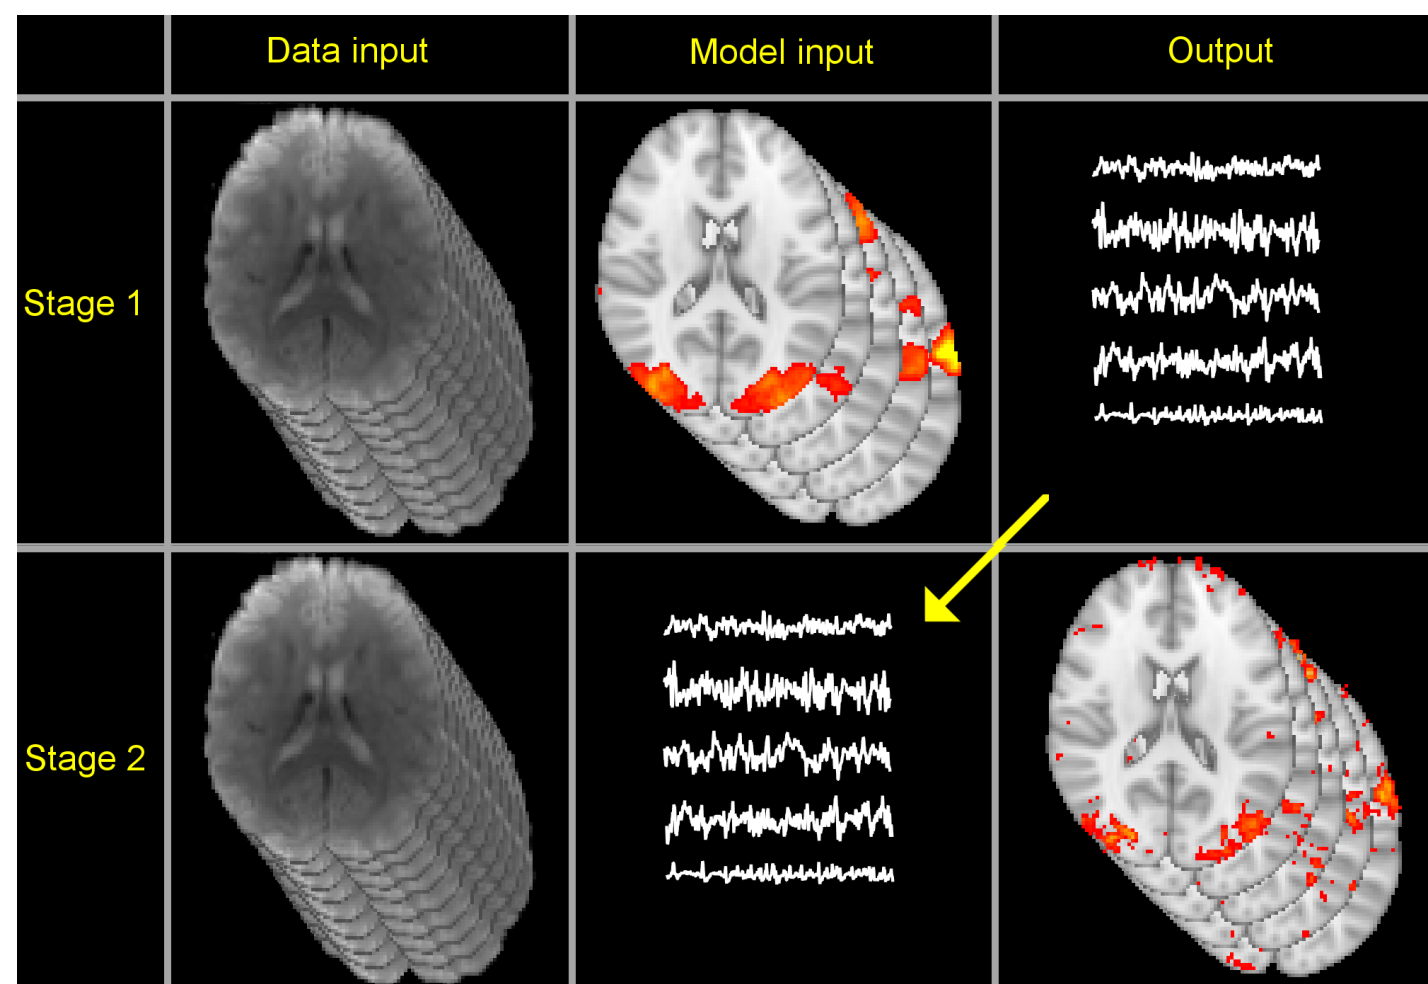 Data input
Model input
Output
Stage 1
Stage 2